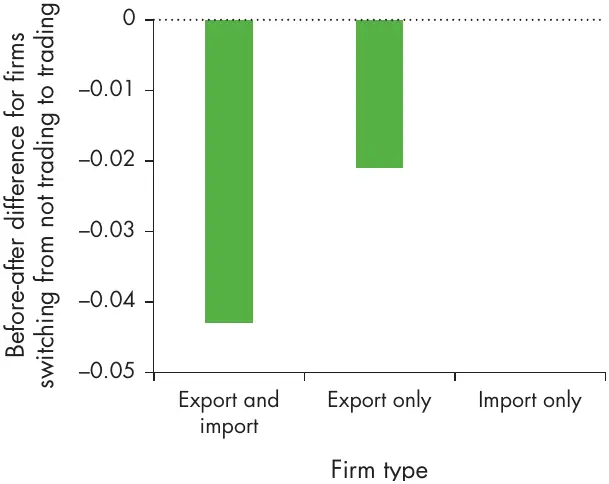 Before-after difference for firms
switching from not trading to trading
0
–0.01
–0.02
–0.03
–0.04
–0.05
Export and
import
Export only
Import only
Firm type